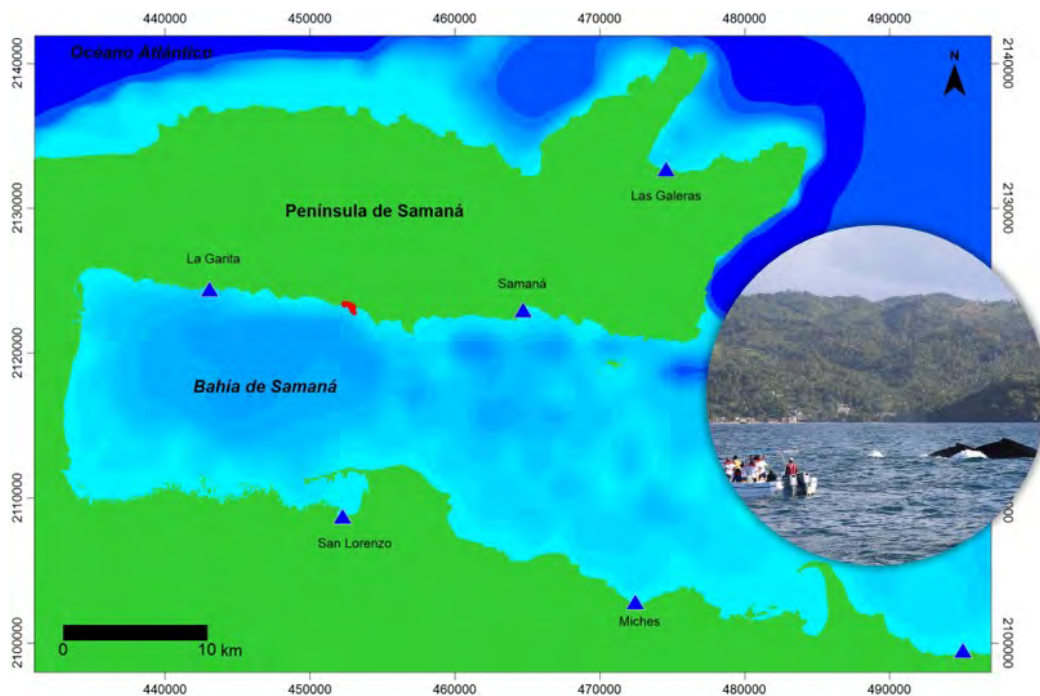 440000 450000 460000 470000 480000 490000
Océano Atlántico
2140000
2140000
N
Las Galeras
2130000
2130000
Península de Samaná
La Garita
Samaná
2120000
Bahía de Samaná
2110000
San Lorenzo
Miches
2100000
2100000
0 10 km
440000 450000 460000 470000 480000 490000